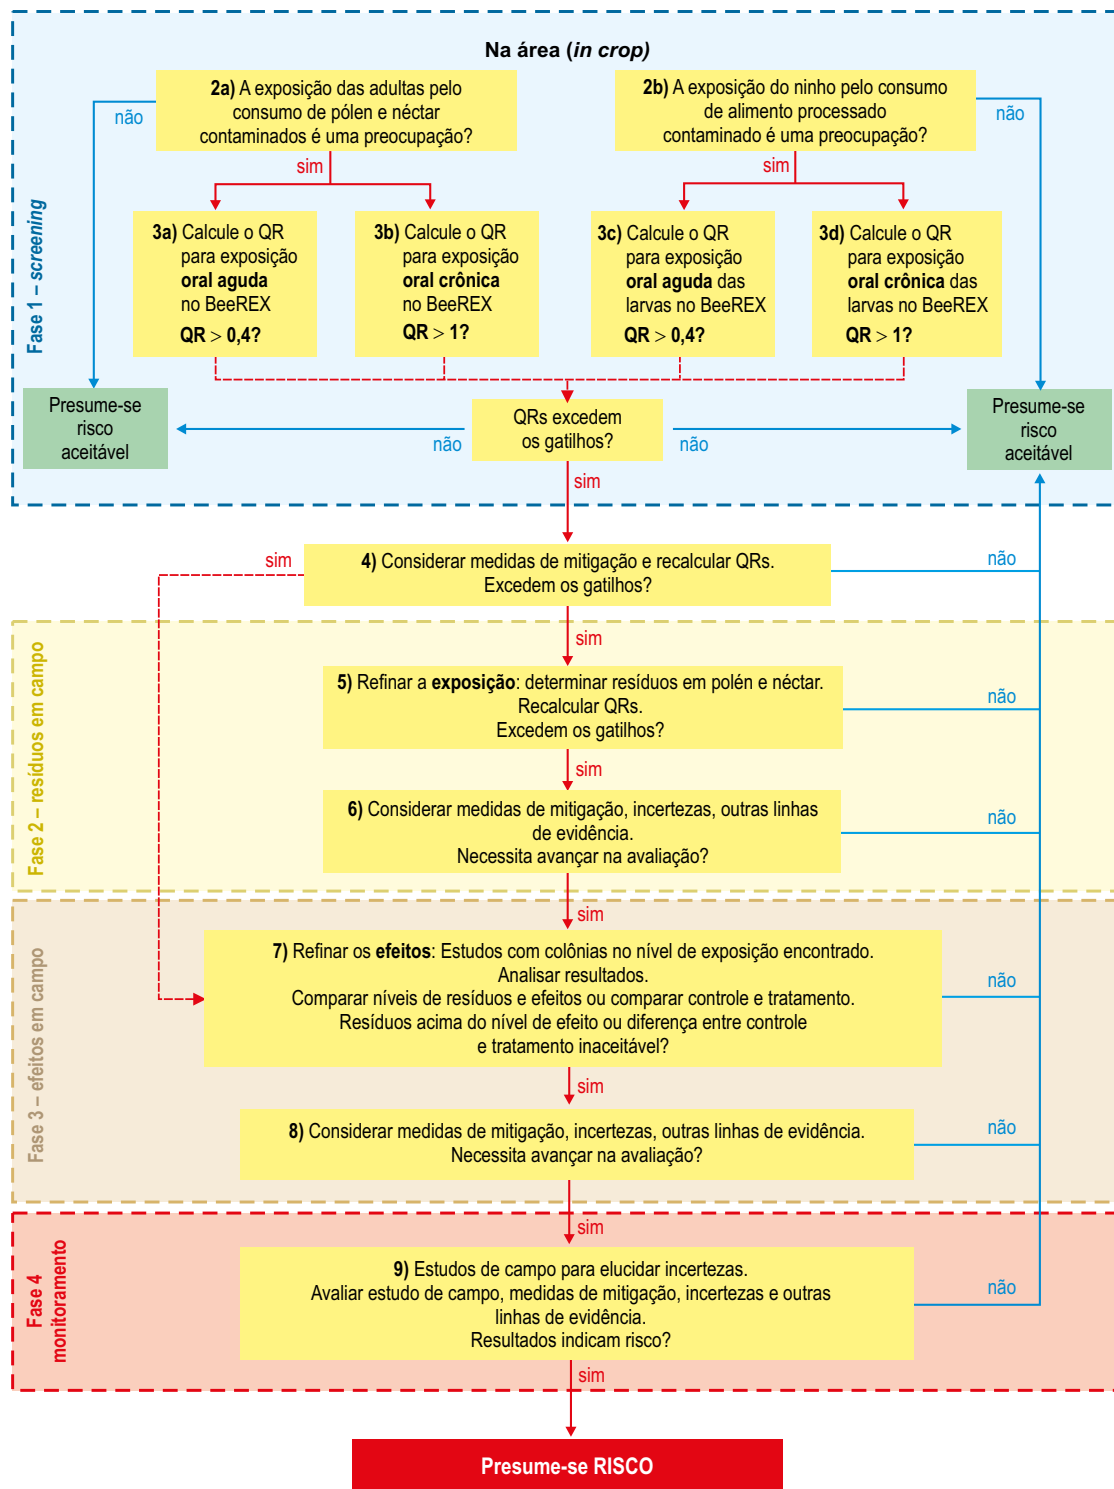 Na área (in crop)
2a) A exposição das adultas pelo
consumo de pólen e néctar
contaminados é uma preocupação?
2b) A exposição do ninho pelo consumo
de alimento processado
contaminado é uma preocupação?
não
não
sim
sim
Fase 1 – screening
3a) Calcule o QR
para exposição
oral aguda
no BeeREX
QR > 0,4?
3b) Calcule o QR
para exposição
oral crônica
no BeeREX
QR > 1?
3c) Calcule o QR
para exposição
oral aguda das
larvas no BeeREX
QR > 0,4?
3d) Calcule o QR
para exposição
oral crônica das
larvas no BeeREX
QR > 1?
Presume-se
risco
aceitável
QRs excedem
os gatilhos?
Presume-se
risco
aceitável
não
não
sim
sim
4) Considerar medidas de mitigação e recalcular QRs.
Excedem os gatilhos?
não
sim
Fase 2 – resíduos em campo
5) Refinar a exposição: determinar resíduos em polén e néctar.
Recalcular QRs.
Excedem os gatilhos?
não
sim
6) Considerar medidas de mitigação, incertezas, outras linhas
de evidência.
Necessita avançar na avaliação?
não
sim
Fase 3 – efeitos em campo
7) Refinar os efeitos: Estudos com colônias no nível de exposição encontrado.
Analisar resultados.
Comparar níveis de resíduos e efeitos ou comparar controle e tratamento.
Resíduos acima do nível de efeito ou diferença entre controle
e tratamento inaceitável?
não
sim
8) Considerar medidas de mitigação, incertezas, outras linhas de evidência.
Necessita avançar na avaliação?
não
sim
Fase 4
monitoramento
9) Estudos de campo para elucidar incertezas.
Avaliar estudo de campo, medidas de mitigação, incertezas e outras
linhas de evidência.
Resultados indicam risco?
não
sim
Presume-se RISCO